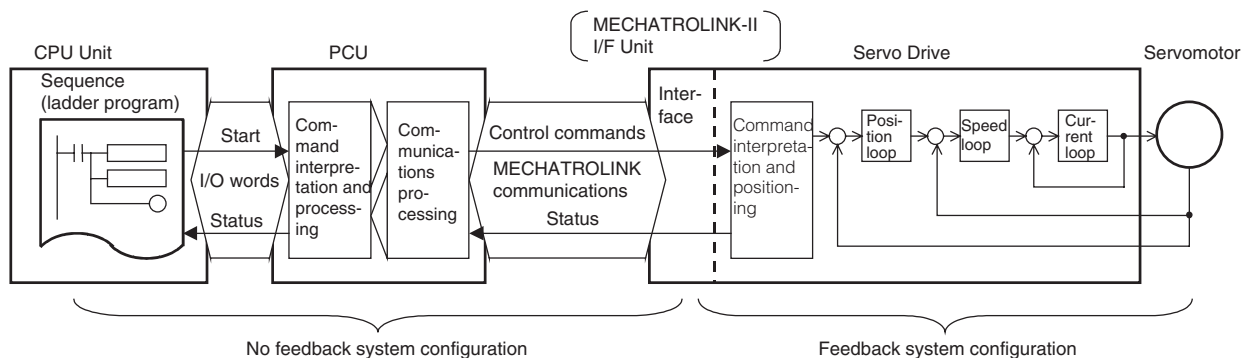 MECHATROLINK-II
I/F Unit
CPU Unit
PCU
Servo Drive
Servomotor
Sequence
(ladder program)
Start
I/O words
Status
Com-
mand
interpre-
tation and
process-
ing
Com-
munica-
tions
pro-
cessing
Control commands
MECHATROLINK
communications
Status
Inter-
face
Command
interpreta-
tion and
position-
ing
Posi-
tion
loop
Speed
loop
Cur-
rent
loop
No feedback system configuration
Feedback system configuration